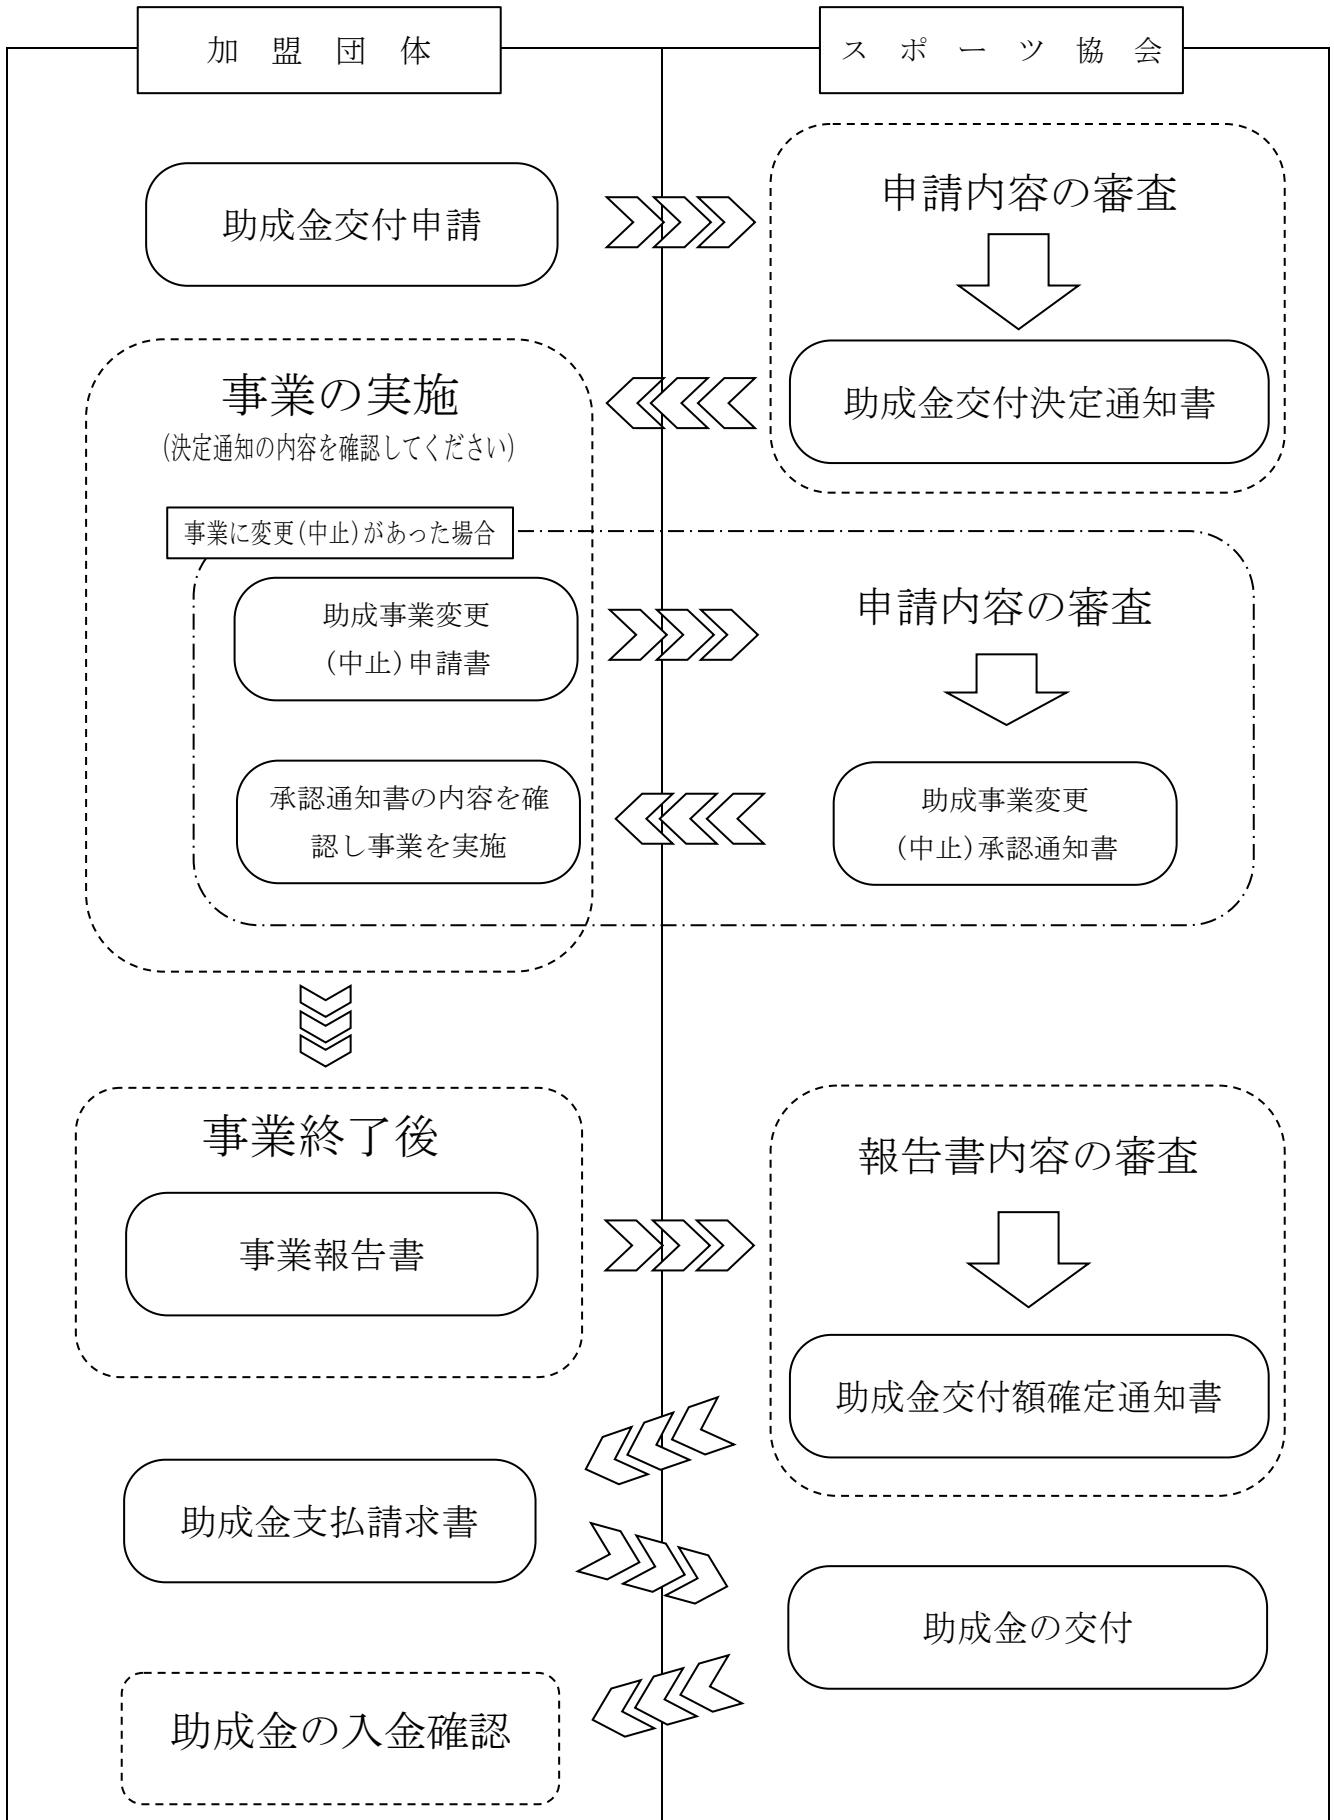 加盟団体
スポーツ協会
助成金交付申請
申請内容の審査
助成金交付決定通知書
事業の実施
(決定通知の内容を確認してください)
事業に変更(中止)があった場合
助成事業変更
(中止)申請書
申請内容の審査
助成事業変更
(中止)承認通知書
承認通知書の内容を確
認し事業を実施
事業終了後
事業報告書
報告書内容の審査
助成金交付額確定通知書
助成金支払請求書
助成金の交付
助成金の入金確認